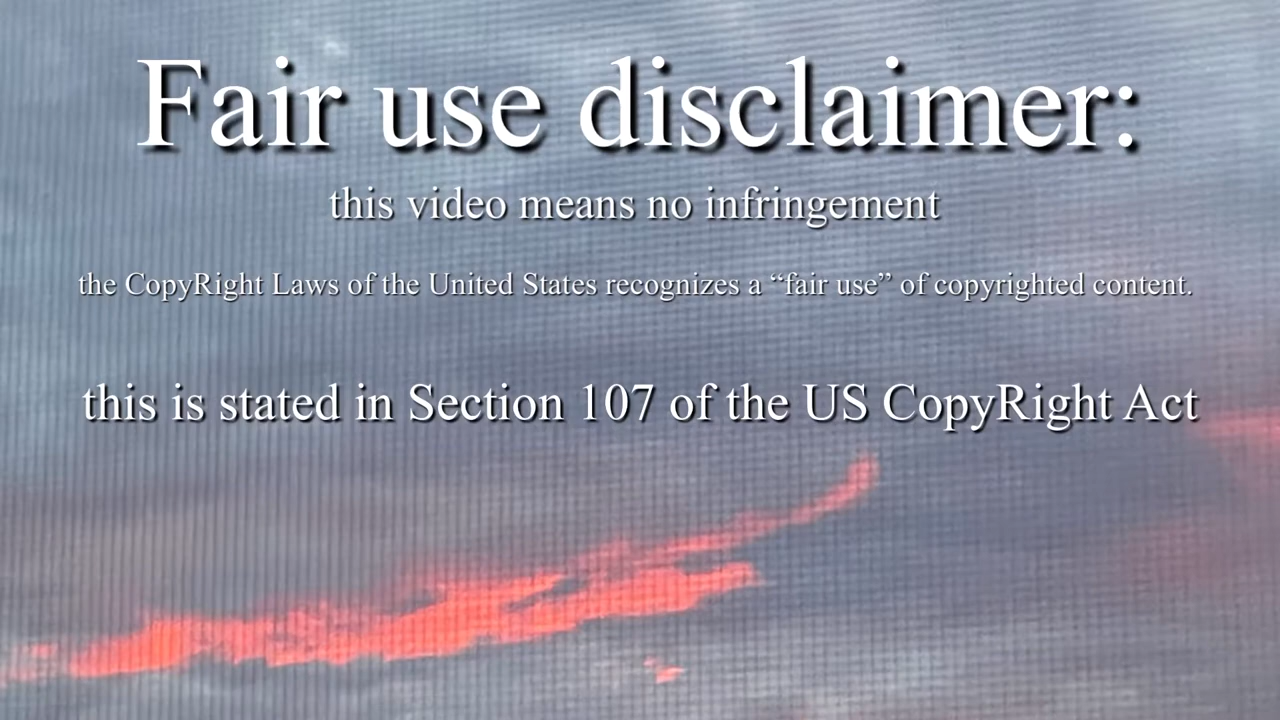 Fair use disclaimer:
this video means no infringement
the CopyRight Laws of the United States recognizes a “fair use” of copyrighted content.
this is stated in Section 107 of the US CopyRight Act